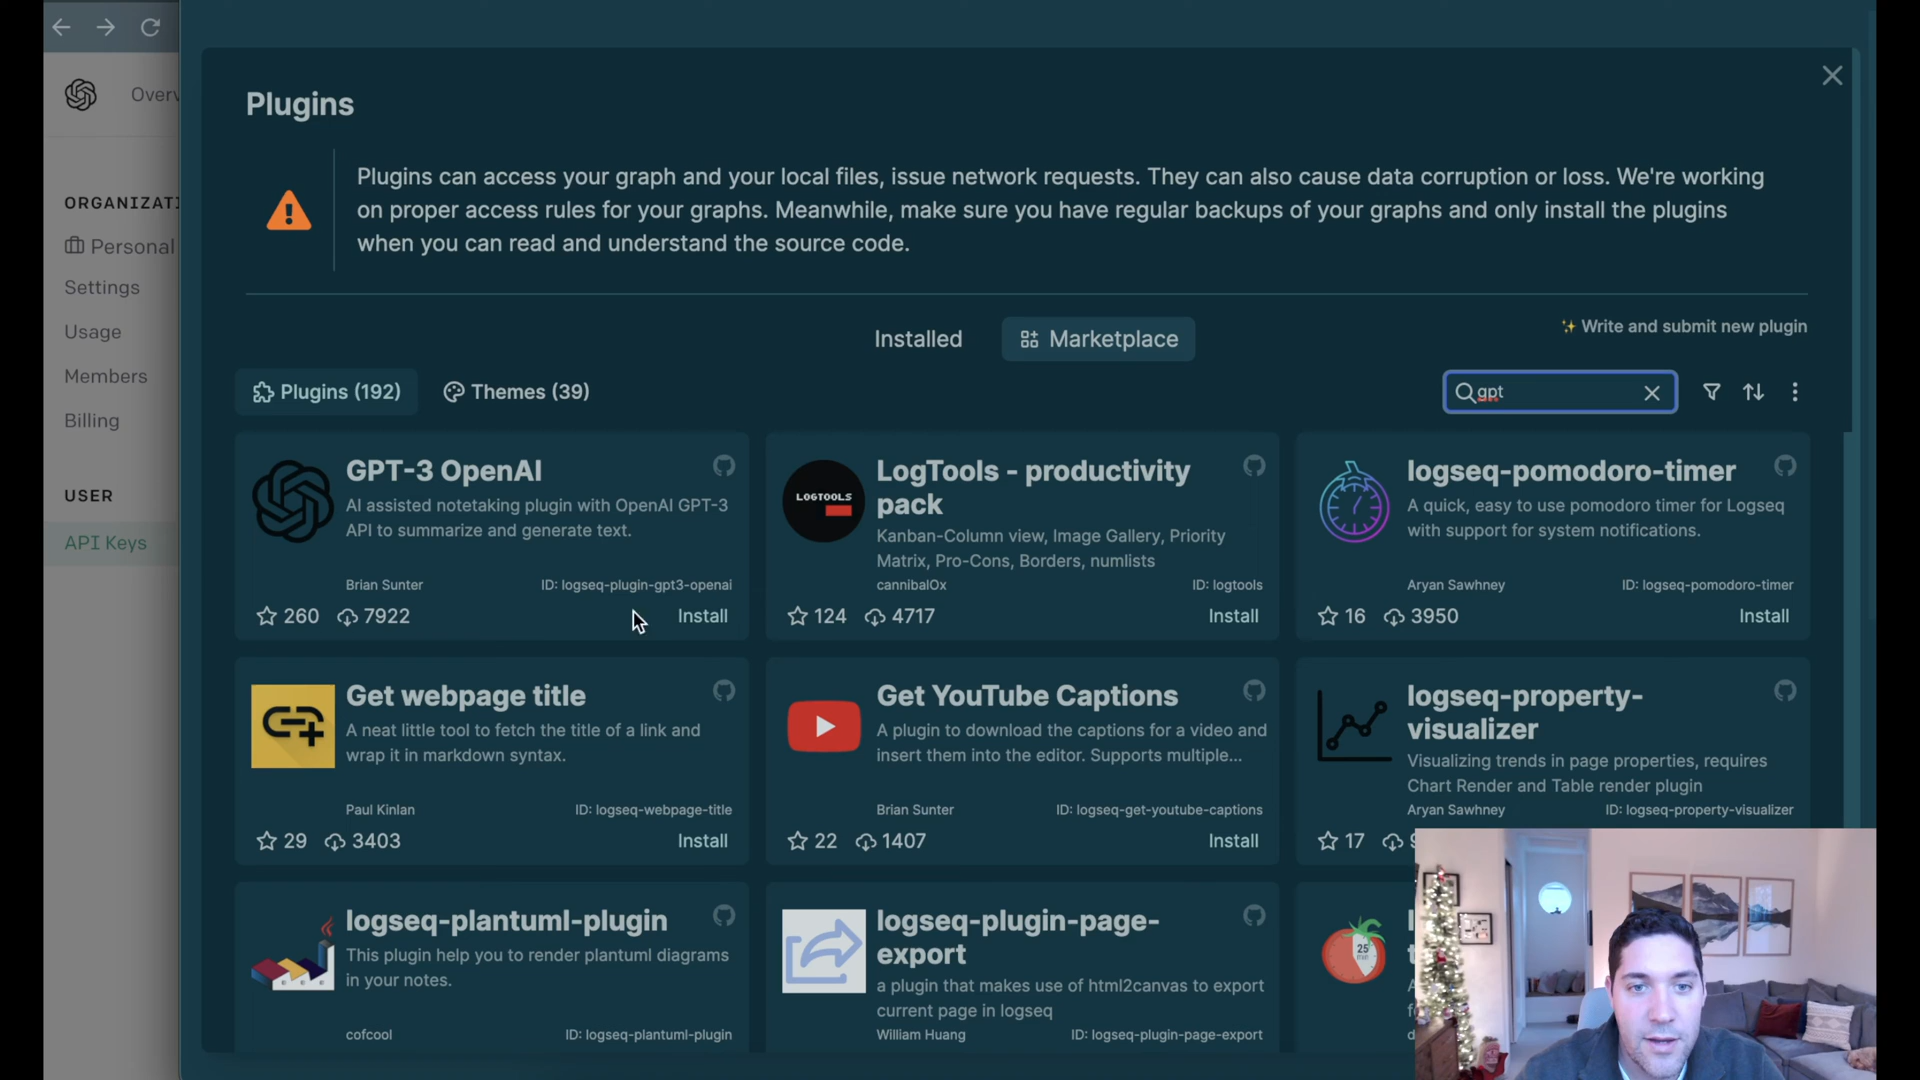 Overv
ORGANIZATI
Personal
Settings
Usage
Members
Billing
USER
API Keys
Plugins
Plugins can access your graph and your local files, issue network requests. They can also cause data corruption or loss. We're working
on proper access rules for your graphs. Meanwhile, make sure you have regular backups of your graphs and only install the plugins
when you can read and understand the source code.
Installed
Marketplace
✨ Write and submit new plugin
Plugins (192)
Themes (39)
gpt
GPT-3 OpenAI
AI assisted notetaking plugin with OpenAI GPT-3
API to summarize and generate text.
Brian Sunter
ID: logseq-plugin-gpt3-openai
260
7922
Install
LOGTOOLS
LogTools - productivity
pack
Kanban-Column view, Image Gallery, Priority
Matrix, Pro-Cons, Borders, numlists
cannibalOx
ID: logtools
124
4717
Install
logseq-pomodoro-timer
A quick, easy to use pomodoro timer for Logseq
with support for system notifications.
Aryan Sawhney
ID: logseq-pomodoro-timer
16
3950
Install
Get webpage title
A neat little tool to fetch the title of a link and
wrap it in markdown syntax.
Paul Kinlan
ID: logseq-webpage-title
29
3403
Install
Get YouTube Captions
A plugin to download the captions for a video and
insert them into the editor. Supports multiple...
Brian Sunter
ID: logseq-get-youtube-captions
22
1407
Install
logseq-property-
visualizer
Visualizing trends in page properties, requires
Chart Render and Table render plugin
Aryan Sawhney
ID: logseq-property-visualizer
17
logseq-plantuml-plugin
This plugin help you to render plantuml diagrams
in your notes.
cofcool
ID: logseq-plantuml-plugin
logseq-plugin-page-
export
a plugin that makes use of html2canvas to export
current page in logseq
William Huang
ID: logseq-plugin-page-export
25
min